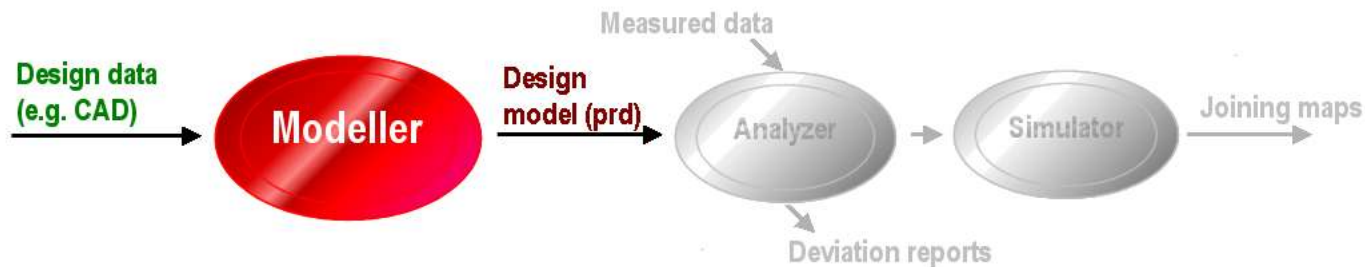 Measured data
Design data
(e.g. CAD)
Modeller
Design
model (prd)
Analyzer
Simulator
Joining maps
Deviation reports